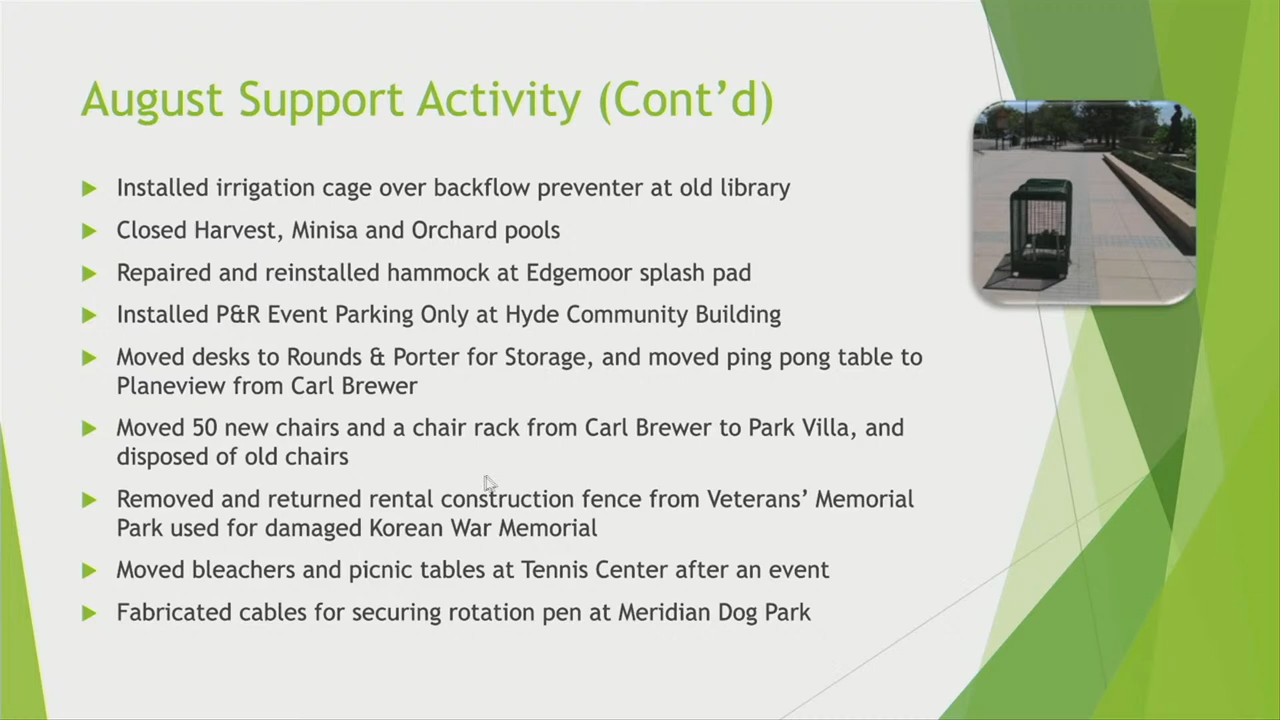 August Support Activity (Cont’d)
Installed irrigation cage over backflow preventer at old library
Closed Harvest, Minisa and Orchard pools
Repaired and reinstalled hammock at Edgemoor splash pad
Installed P&R Event Parking Only at Hyde Community Building
Moved desks to Rounds & Porter for Storage, and moved ping pong table to
Planeview from Carl Brewer
Moved 50 new chairs and a chair rack from Carl Brewer to Park Villa, and
disposed of old chairs
Removed and returned rental construction fence from Veterans’ Memorial
Park used for damaged Korean War Memorial
Moved bleachers and picnic tables at Tennis Center after an event
Fabricated cables for securing rotation pen at Meridian Dog Park